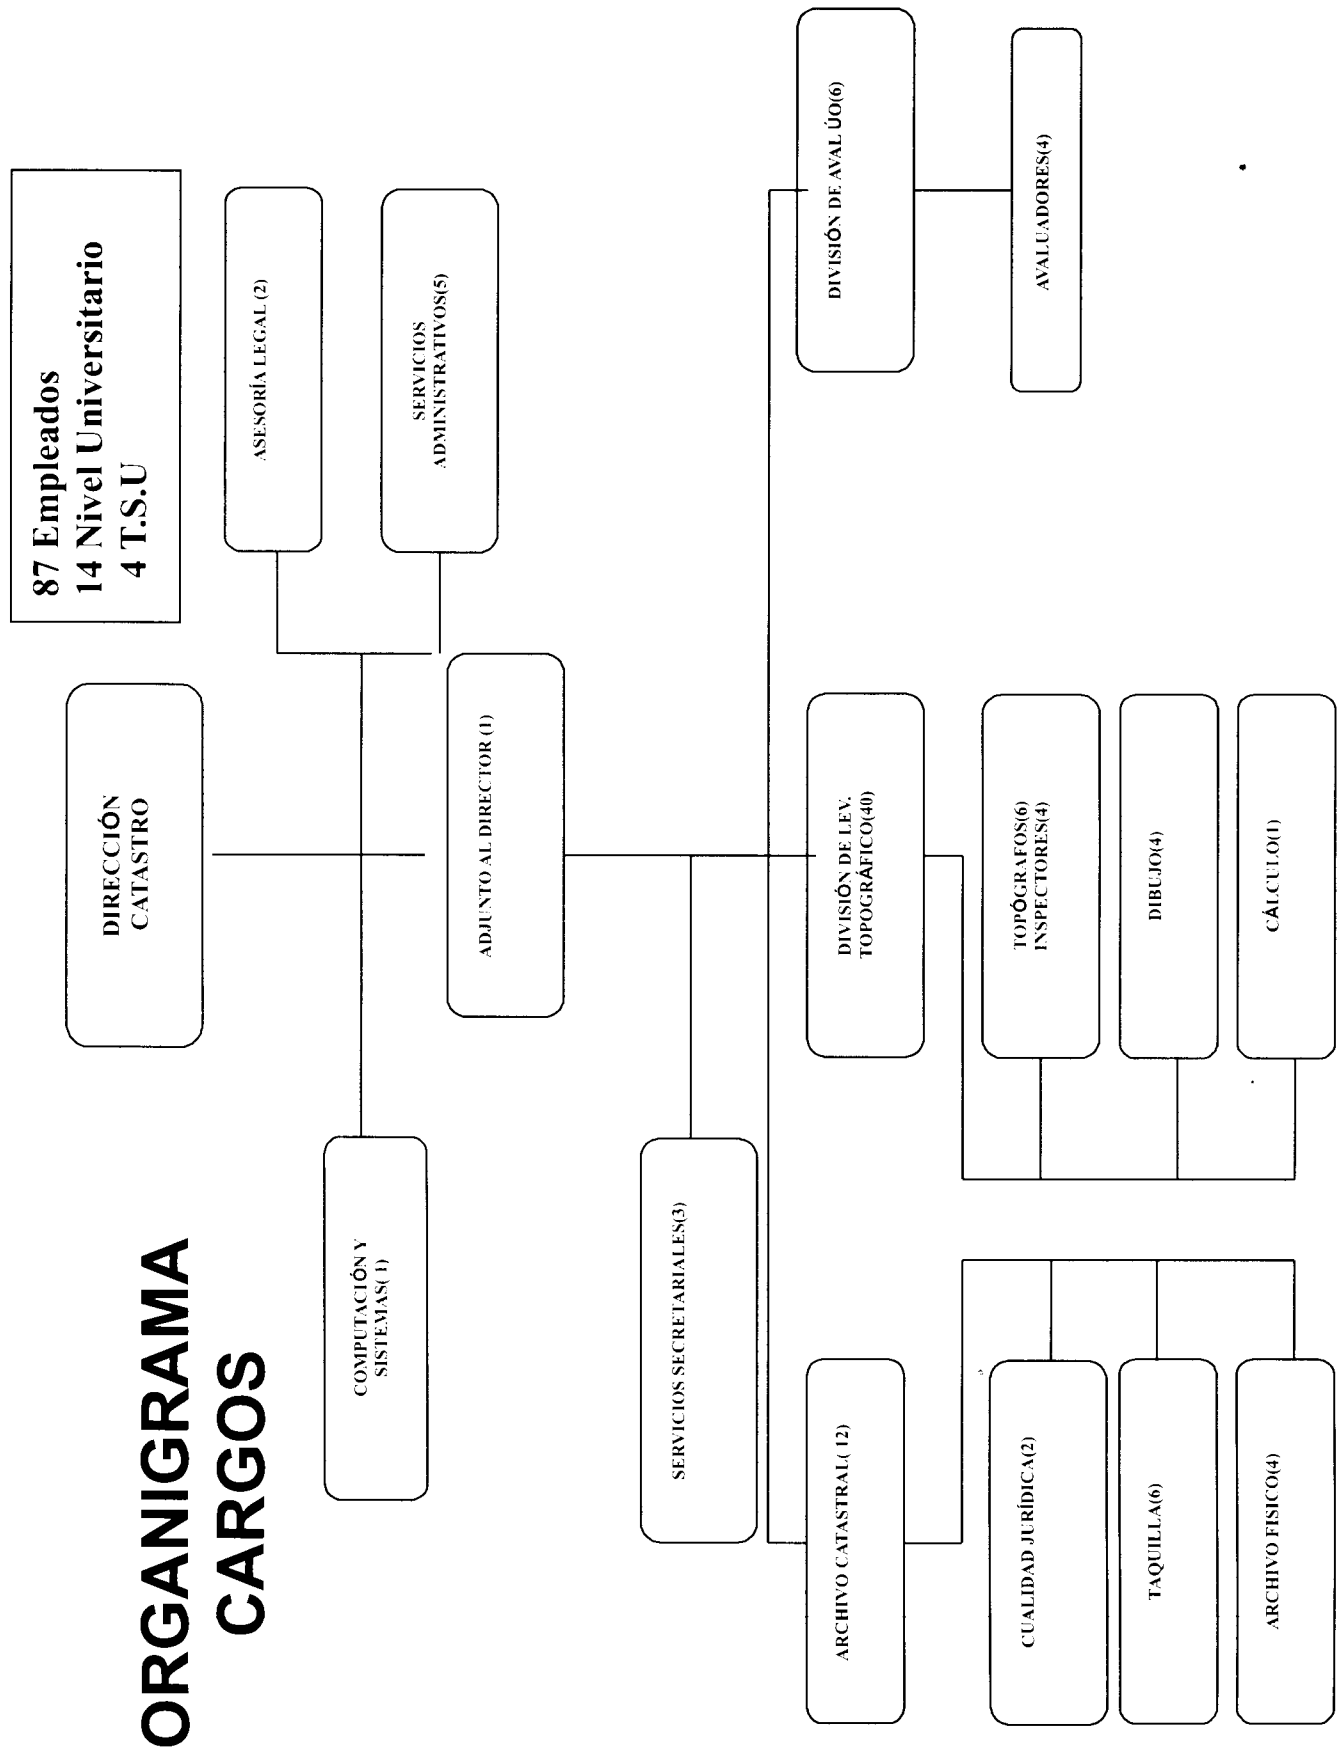 ORGANIGRAMA
CARGOS
87 Empleados
14 Nivel Universitario
4 T.S.U
DIRECCIÓN
CATASTRO
ASESORÍA LEGAL (2)
COMPUTACIÓN Y
SISTEMAS( 1)
SERVICIOS
ADMINISTRATIVOS(5)
ADJUNTO AL DIRECTOR (1)
SERVICIOS SECRETARIALES(3)
ARCHIVO CATASTRAL( 12)
DIVISIÓN DE LEV.
TOPOGRÁFICO(40)
DIVISIÓN DE AVAL ÚO(6)
CUALIDAD JURÍDICA(2)
TOPÓGRAFOS(6)
INSPECTORES(4)
AVALUADORES(4)
TAQUILLA(6)
DIBUJO(4)
ARCHIVO FISICO(4)
CÁLCULO(1)